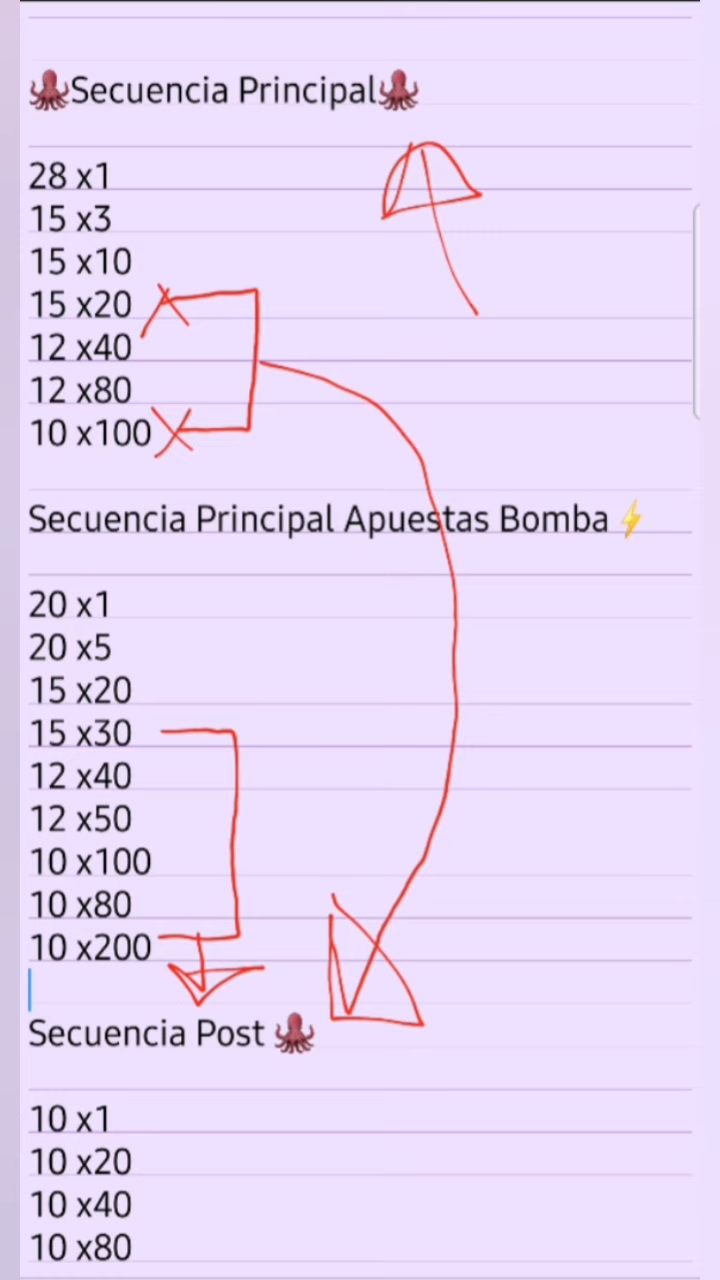 🐙Secuencia Principal🐙
28 x1
15 x3
15 x10
15 x20
12 x40
12 x80
10 x100
Secuencia Principal Apuestas Bomba ⚡
20 x1
20 x5
15 x20
15 x30
12 x40
12 x50
10 x100
10 x80
10 x200
Secuencia Post 🐙
10 x1
10 x20
10 x40
10 x80